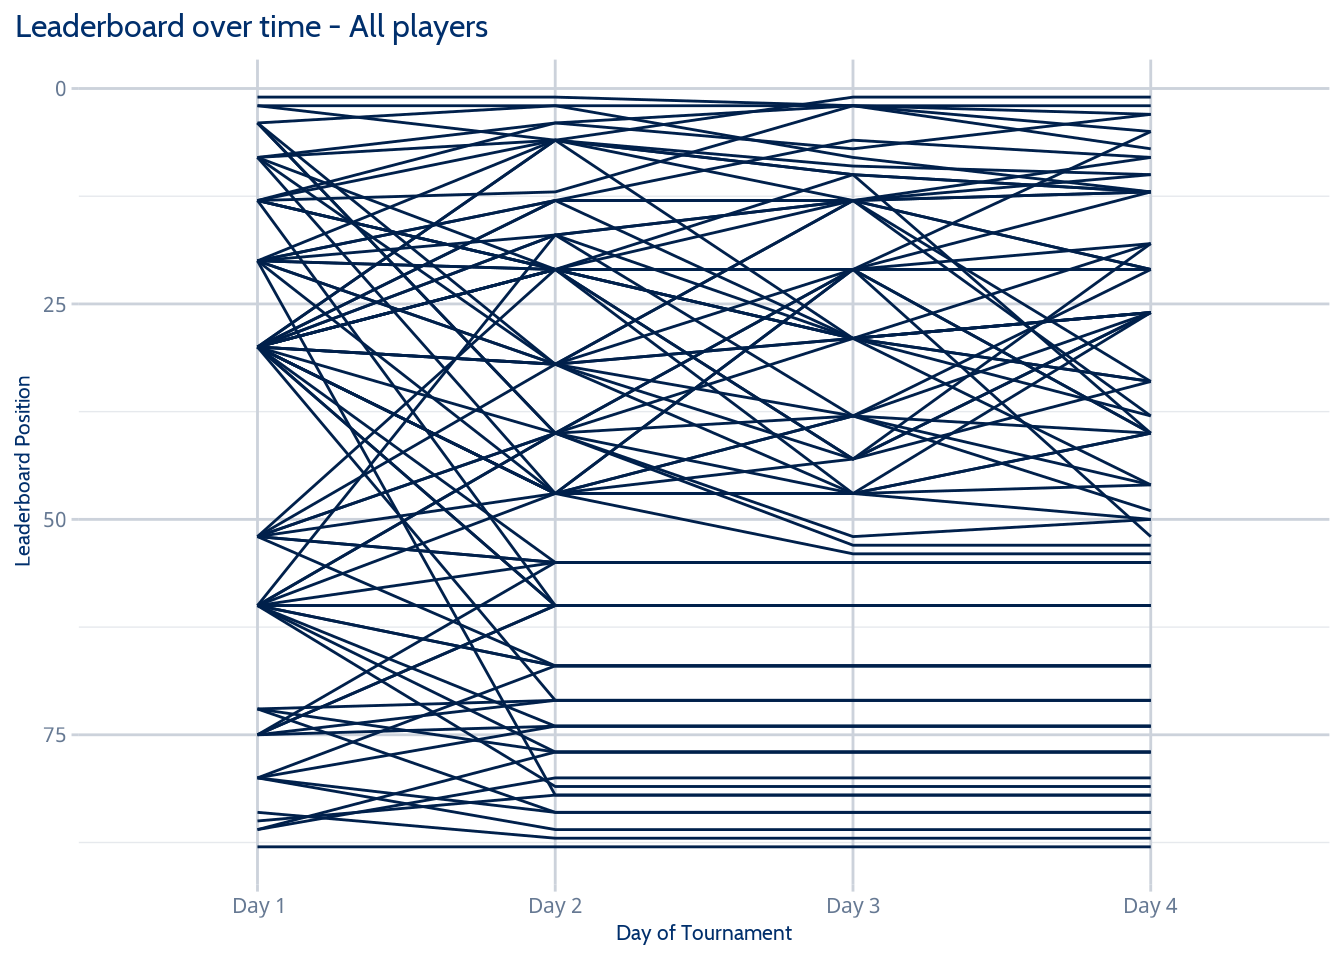 Leaderboard over time - All players
Leaderboard Position
0
25
50
75
Day 1
Day 2
Day 3
Day 4
Day of Tournament